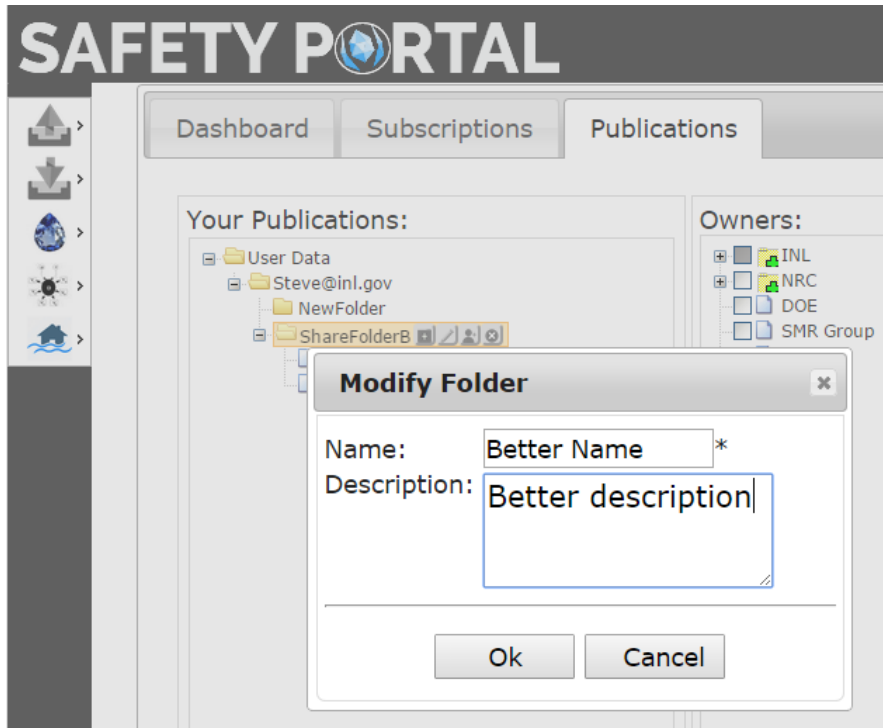 SAFETY PORTAL
Dashboard
Subscriptions
Publications
Your Publications:
User Data
Steve@inl.gov
NewFolder
ShareFolderB
Owners:
INL
NRC
DOE
SMR Group
Modify Folder
Name:
Better Name
*
Description:
Better description
Ok
Cancel